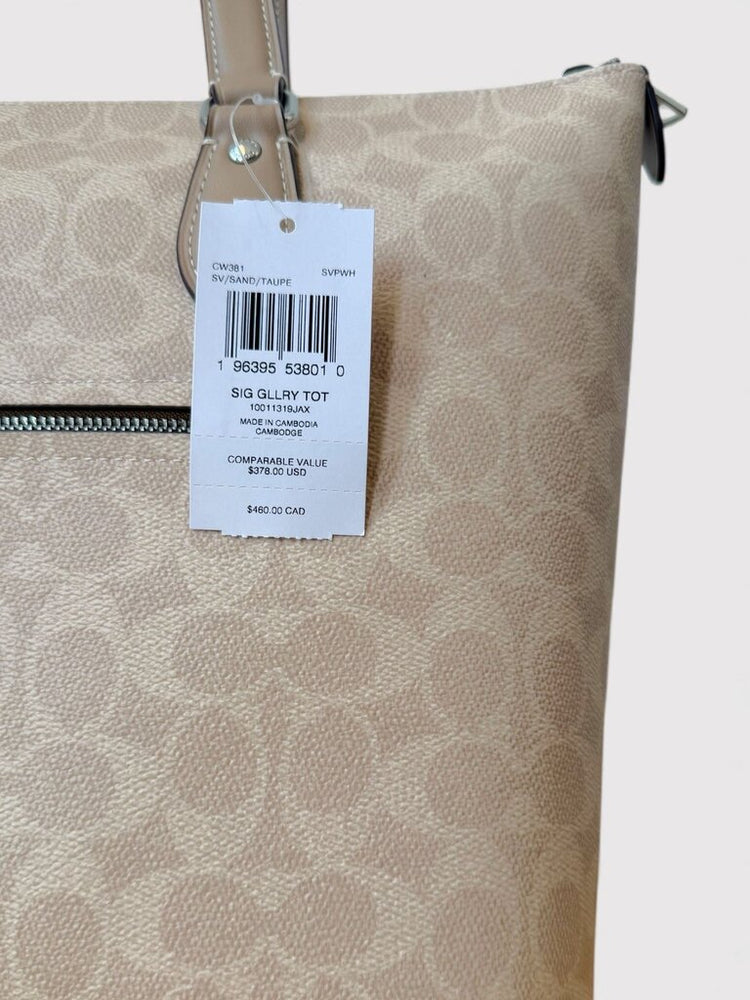 CW381 SVPWH
SV/SAND/TAUPE
1 96395 53801 0
SIG GLLRY TOT
10011319JAX
MADE IN CAMBODIA
CAMBODGE
COMPARABLE VALUE
$378.00 USD
$460.00 CAD